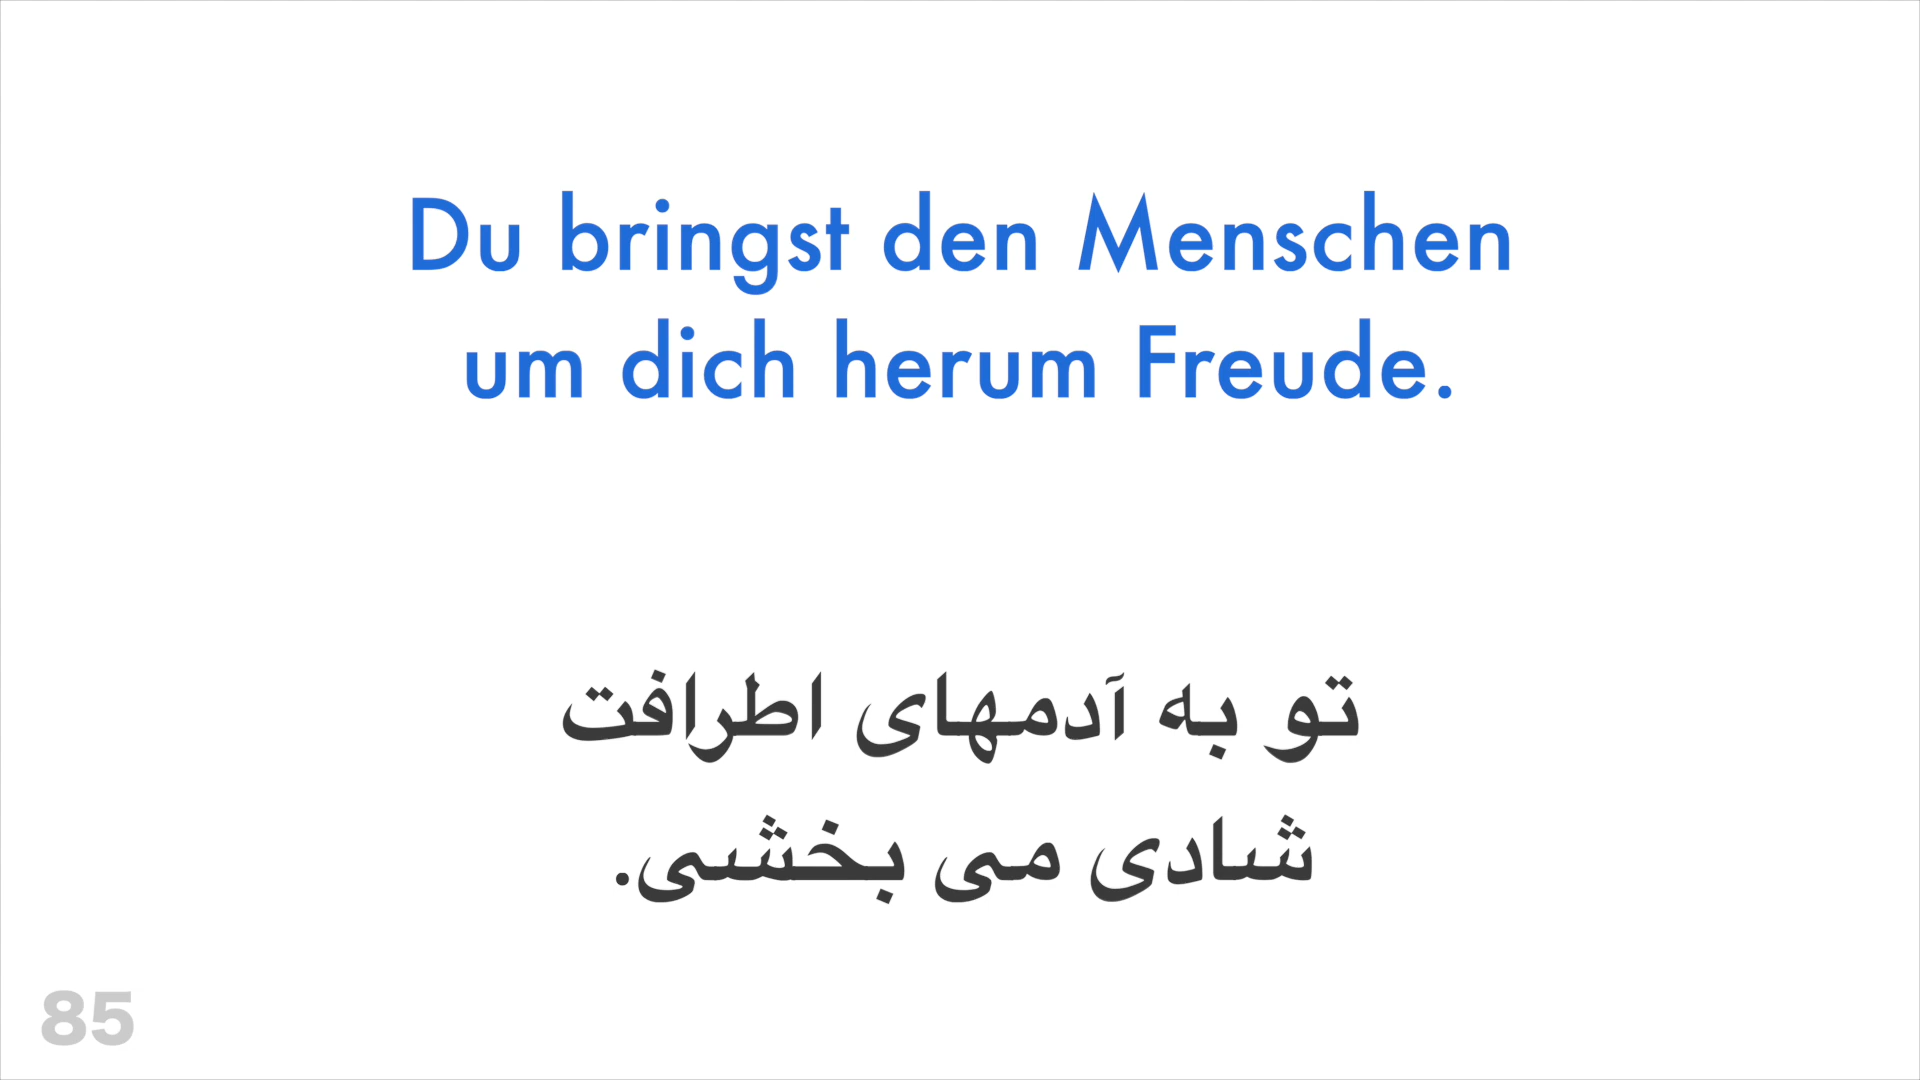 Du bringst den Menschen
um dich herum Freude.
تو به آدمهای اطرافت
شادی می بخشی.
85